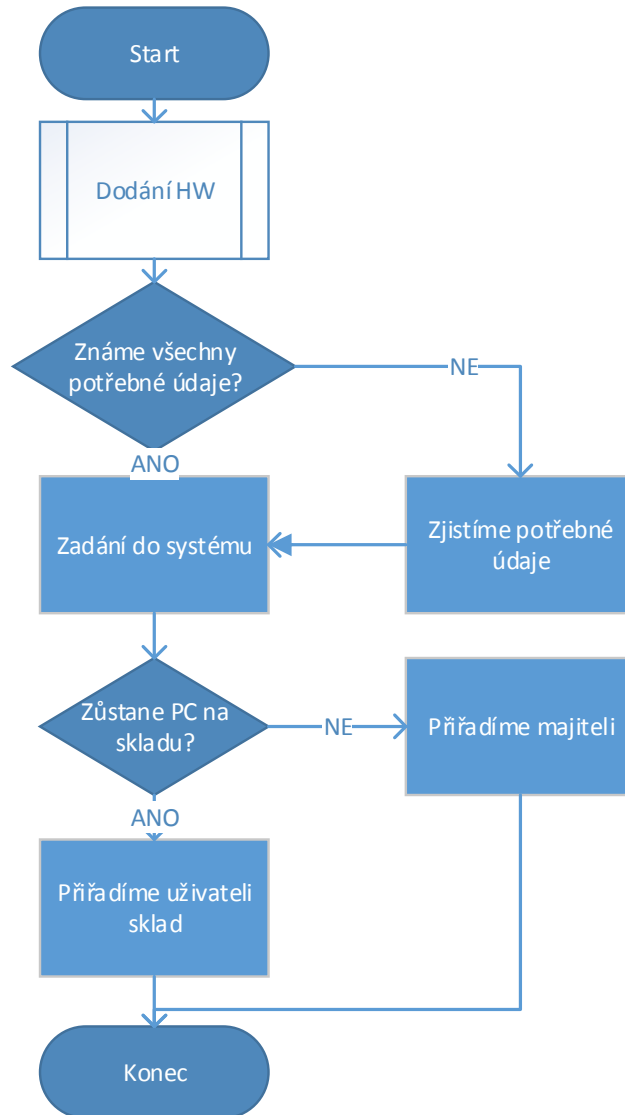 Start
Dodání HW
Známe všechny
potřebné údaje?
NE
ANO
Zadání do systému
Zjistíme potřebné
údaje
Zůstane PC na
skladu?
NE
Přiřadíme majiteli
ANO
Přiřadíme uživateli
sklad
Konec